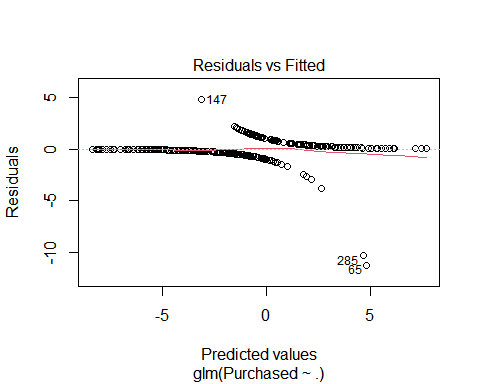 Residuals vs Fitted
Residuals
5
0
-5
-10
147
285
65
-5
0
5
Predicted values
glm(Purchased ~ .)